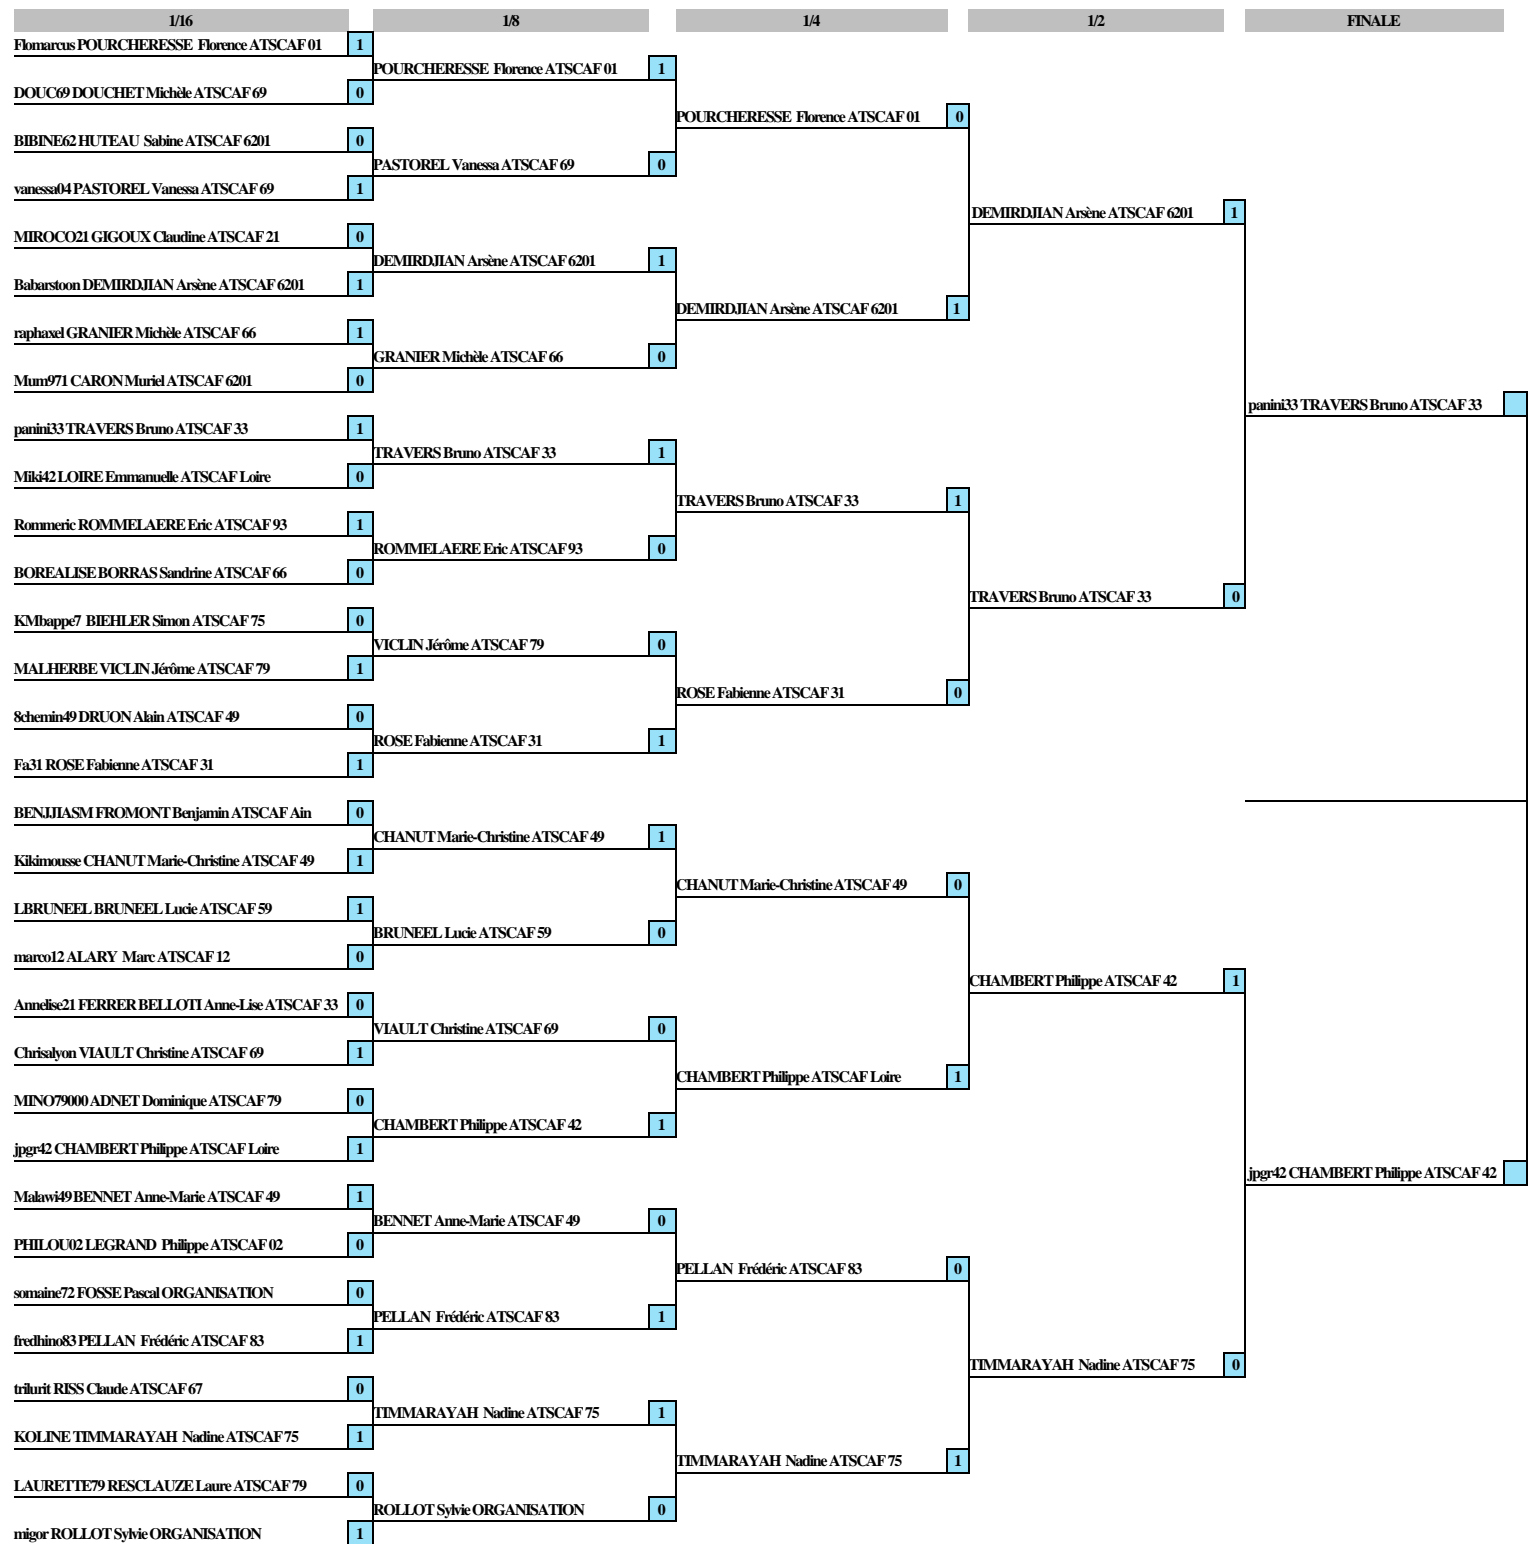 1/16 1/8 1/4 1/2 FINALE
Flomarcus POURCHERESSE Florence ATSCAF 01 1
POURCHERESSE Florence ATSCAF 01 1
DOUC69 DOUCHET Michèle ATSCAF 69 0
POURCHERESSE Florence ATSCAF 01 0
BIBINE62 HUTEAU Sabine ATSCAF 6201 0
PASTOREL Vanessa ATSCAF 69 0
vanessa04 PASTOREL Vanessa ATSCAF 69 1
DEMIRDJIAN Arsène ATSCAF 6201 1
MIROCO21 GIGOUX Claudine ATSCAF 21 0
DEMIRDJIAN Arsène ATSCAF 6201 1
Babarstoon DEMIRDJIAN Arsène ATSCAF 6201 1
DEMIRDJIAN Arsène ATSCAF 6201 1
raphaxel GRANIER Michèle ATSCAF 66 1
GRANIER Michèle ATSCAF 66 0
Mum971 CARON Muriel ATSCAF 6201 0
panini33 TRAVERS Bruno ATSCAF 33
panini33 TRAVERS Bruno ATSCAF 33 1
TRAVERS Bruno ATSCAF 33 1
Miki42 LOIRE Emmanuelle ATSCAF Loire 0
TRAVERS Bruno ATSCAF 33 1
Rommeric ROMMELAERE Eric ATSCAF 93 1
ROMMELAERE Eric ATSCAF 93 0
BOREALISE BORRAS Sandrine ATSCAF 66 0
TRAVERS Bruno ATSCAF 33 0
KMbappe7 BIEHLER Simon ATSCAF 75 0
VICLIN Jérôme ATSCAF 79 0
MALHERBE VICLIN Jérôme ATSCAF 79 1
ROSE Fabienne ATSCAF 31 0
8chemin49 DRUON Alain ATSCAF 49 0
ROSE Fabienne ATSCAF 31 1
Fa31 ROSE Fabienne ATSCAF 31 1
BENJJIASM FROMONT Benjamin ATSCAF Ain 0
CHANUT Marie-Christine ATSCAF 49 1
Kikimousse CHANUT Marie-Christine ATSCAF 49 1
CHANUT Marie-Christine ATSCAF 49 0
LBRUNEEL BRUNEEL Lucie ATSCAF 59 1
BRUNEEL Lucie ATSCAF 59 0
marco12 ALARY Marc ATSCAF 12 0
CHAMBERT Philippe ATSCAF 42 1
Annelise21 FERRER BELLOTI Anne-Lise ATSCAF 33 0
VIAULT Christine ATSCAF 69 0
Chrisalyon VIAULT Christine ATSCAF 69 1
CHAMBERT Philippe ATSCAF Loire 1
MINO79000 ADNET Dominique ATSCAF 79 0
CHAMBERT Philippe ATSCAF 42 1
jpgr42 CHAMBERT Philippe ATSCAF Loire 1
jpgr42 CHAMBERT Philippe ATSCAF 42
Malawi49 BENNET Anne-Marie ATSCAF 49 1
BENNET Anne-Marie ATSCAF 49 0
PHILOU02 LEGRAND Philippe ATSCAF 02 0
PELLAN Frédéric ATSCAF 83 0
somaine72 FOSSE Pascal ORGANISATION 0
PELLAN Frédéric ATSCAF 83 1
fredhino83 PELLAN Frédéric ATSCAF 83 1
TIMMARAYAH Nadine ATSCAF 75 0
trilurit RISS Claude ATSCAF 67 0
TIMMARAYAH Nadine ATSCAF 75 1
KOLINE TIMMARAYAH Nadine ATSCAF 75 1
TIMMARAYAH Nadine ATSCAF 75 1
LAURETTE79 RESCLAUZE Laure ATSCAF 79 0
ROLLOT Sylvie ORGANISATION 0
migor ROLLOT Sylvie ORGANISATION 1